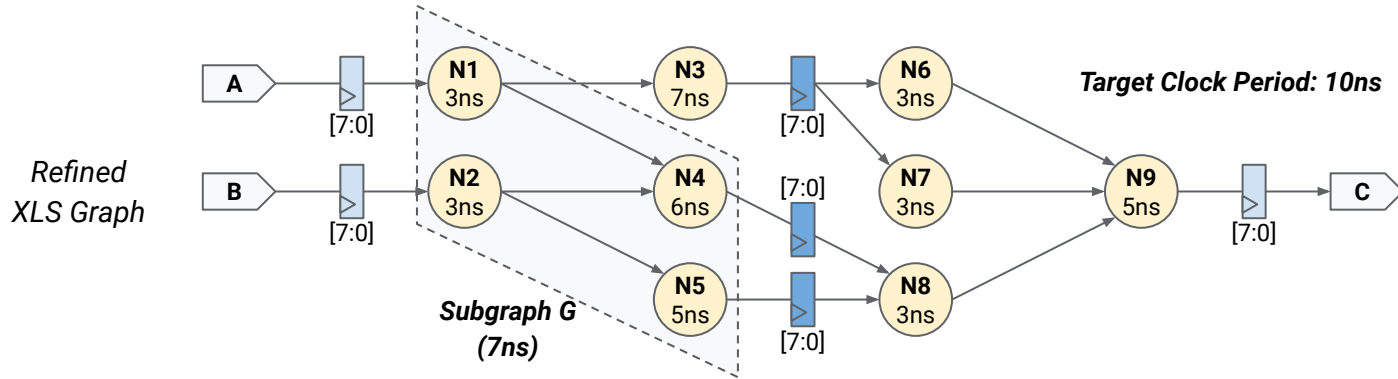 Refined
XLS Graph
Target Clock Period: 10ns
A
[7:0]
N1
3ns
N3
7ns
[7:0]
N6
3ns
B
[7:0]
N2
3ns
N4
6ns
[7:0]
N7
3ns
N9
5ns
[7:0]
C
Subgraph G
(7ns)
N5
5ns
[7:0]
N8
3ns